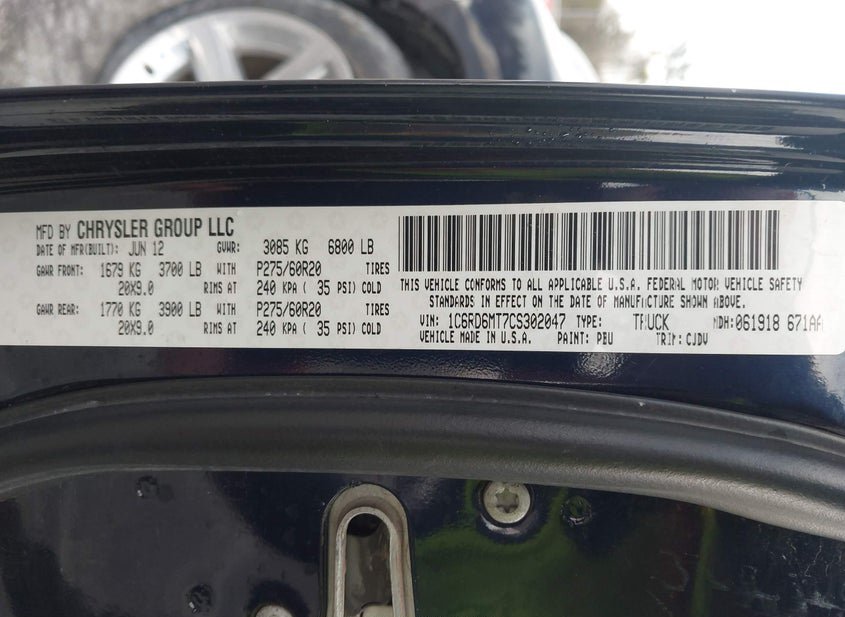 MFD BY CHRYSLER GROUP LLC
DATE OF MFR(BUILT): JUN 12 GVWR: 3085 KG 6800 LB
GAWR FRONT: 1679 KG 3700 LB WITH P275/60R20 TIRES
20X9.0 RIMS AT 240 KPA ( 35 PSI) COLD
GAWR REAR: 1770 KG 3900 LB WITH P275/60R20 TIRES
20X9.0 RIMS AT 240 KPA ( 35 PSI) COLD
THIS VEHICLE CONFORMS TO ALL APPLICABLE U.S.A. FEDERAL MOTOR VEHICLE SAFETY
STANDARDS IN EFFECT ON THE DATE OF MANUFACTURE SHOWN ABOVE.
VIN: 1C6RD6MT7CS302047 TYPE: TRUCK MDH:061918 671AA
VEHICLE MADE IN U.S.A. PAINT: PBU TRIM: CJDV